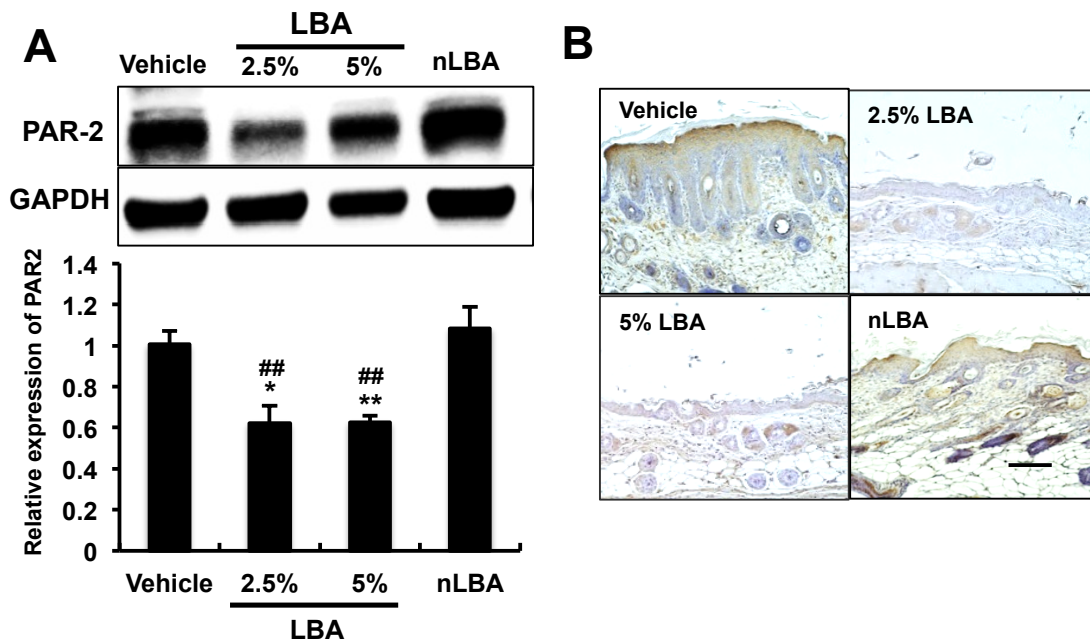 A
LBA
Vehicle 2.5% 5% nLBA
PAR-2
GAPDH
Relative expression of PAR2
1.4
1.2
1
0.8
0.6
0.4
0.2
0
##
*
##
**
Vehicle 2.5% 5% nLBA
LBA
B
Vehicle
2.5% LBA
5% LBA
nLBA